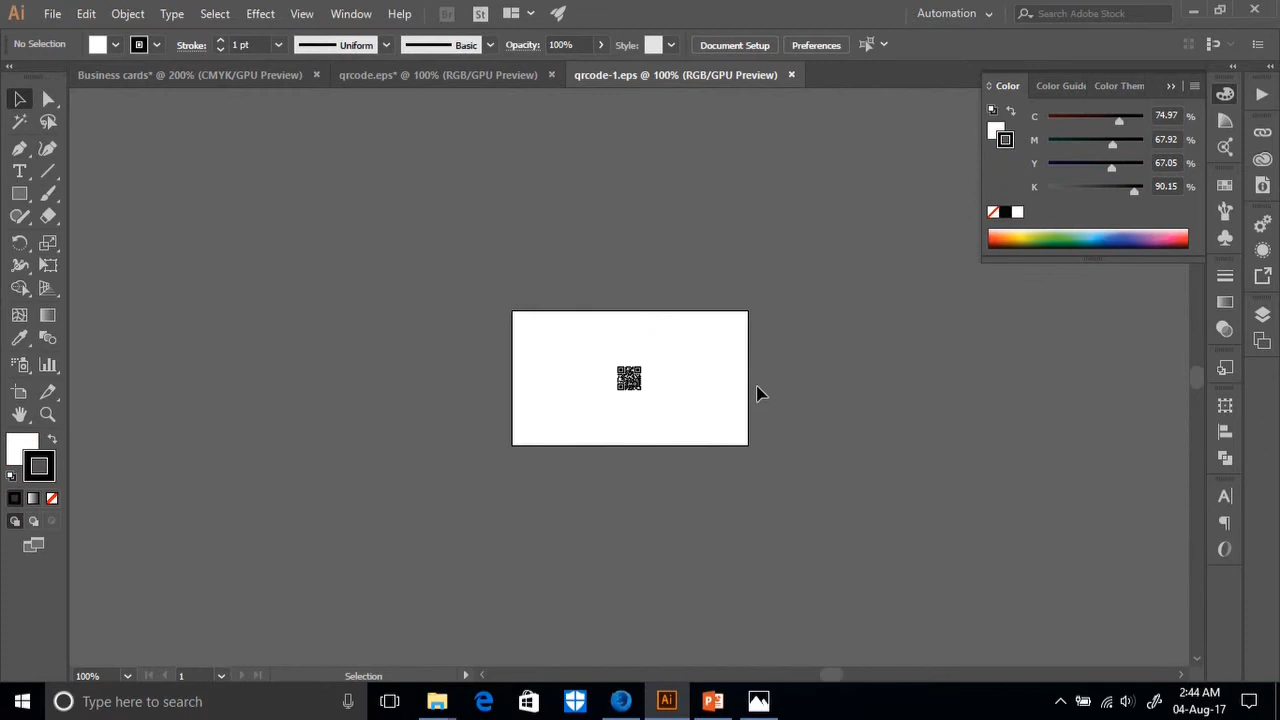 Ai File Edit Object Type Select Effect View Window Help Br St Automation Search Adobe Stock
No Selection Stroke: 1 pt Uniform Basic Opacity: 100% Style: Document Setup Preferences
Business cards* @ 200% (CMYK/GPU Preview) × qrcode.eps* @ 100% (RGB/GPU Preview) × qrcode-1.eps @ 100% (RGB/GPU Preview) ×
Color Color Guide Color Them
C 74.97 %
M 67.92 %
Y 67.05 %
K 90.15 %
100% 1 Selection
Type here to search Ai
2:44 AM
04-Aug-17